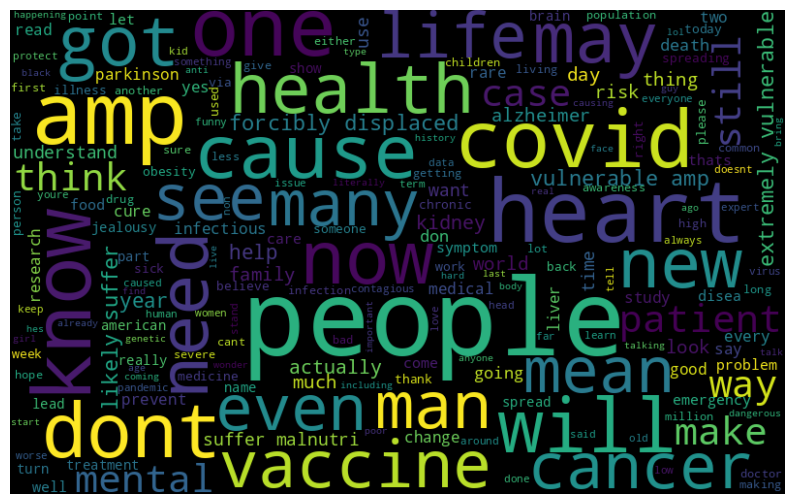 happening point let got one life may use brain population two today lol
read either type death spreading
protect kid something anti show via children rare living guy
black parkinson yes give day thing causing everyone
first illness another used health case risk still please
amp funny forcibly displaced alzheimer
take sure cause history covid face right thats common
understand less data getting awareness doesnt
think youre obesity issue term want vulnerable amp extremely vulnerable bring
person food drug see many chronic real ago expert
jealousy cure non literally kidney heart high
know research infectious someone don symptom lot always
part need help care now world back time new virus
sick live family work hard last tell
caused believe infection contagious medical body study disea long
keep find year human women stand people head liver patient
hes already american bad important love far learn every
girl genetic really severe cant actually anyone look say talking talk
week likely suffer age wonder come mean good problem
hope pandemic medicine name much including thank going way
coming lead prevent even man spread will emergency
start dont poor change million dangerous
worse suffer malnutri around said old make
turn treatment vaccine cancer low doctor
well mental done making